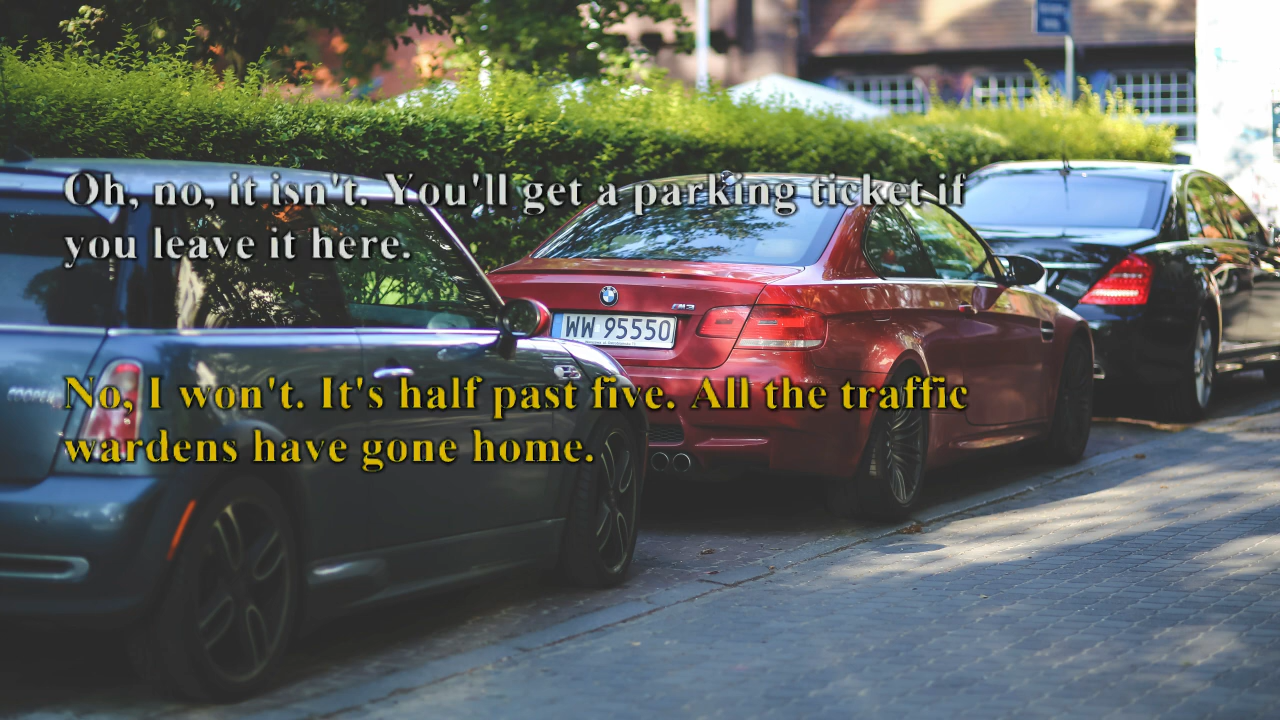 Oh, no, it isn't. You'll get a parking ticket if
you leave it here.
WW 95550
No, I won't. It's half past five. All the traffic
wardens have gone home.